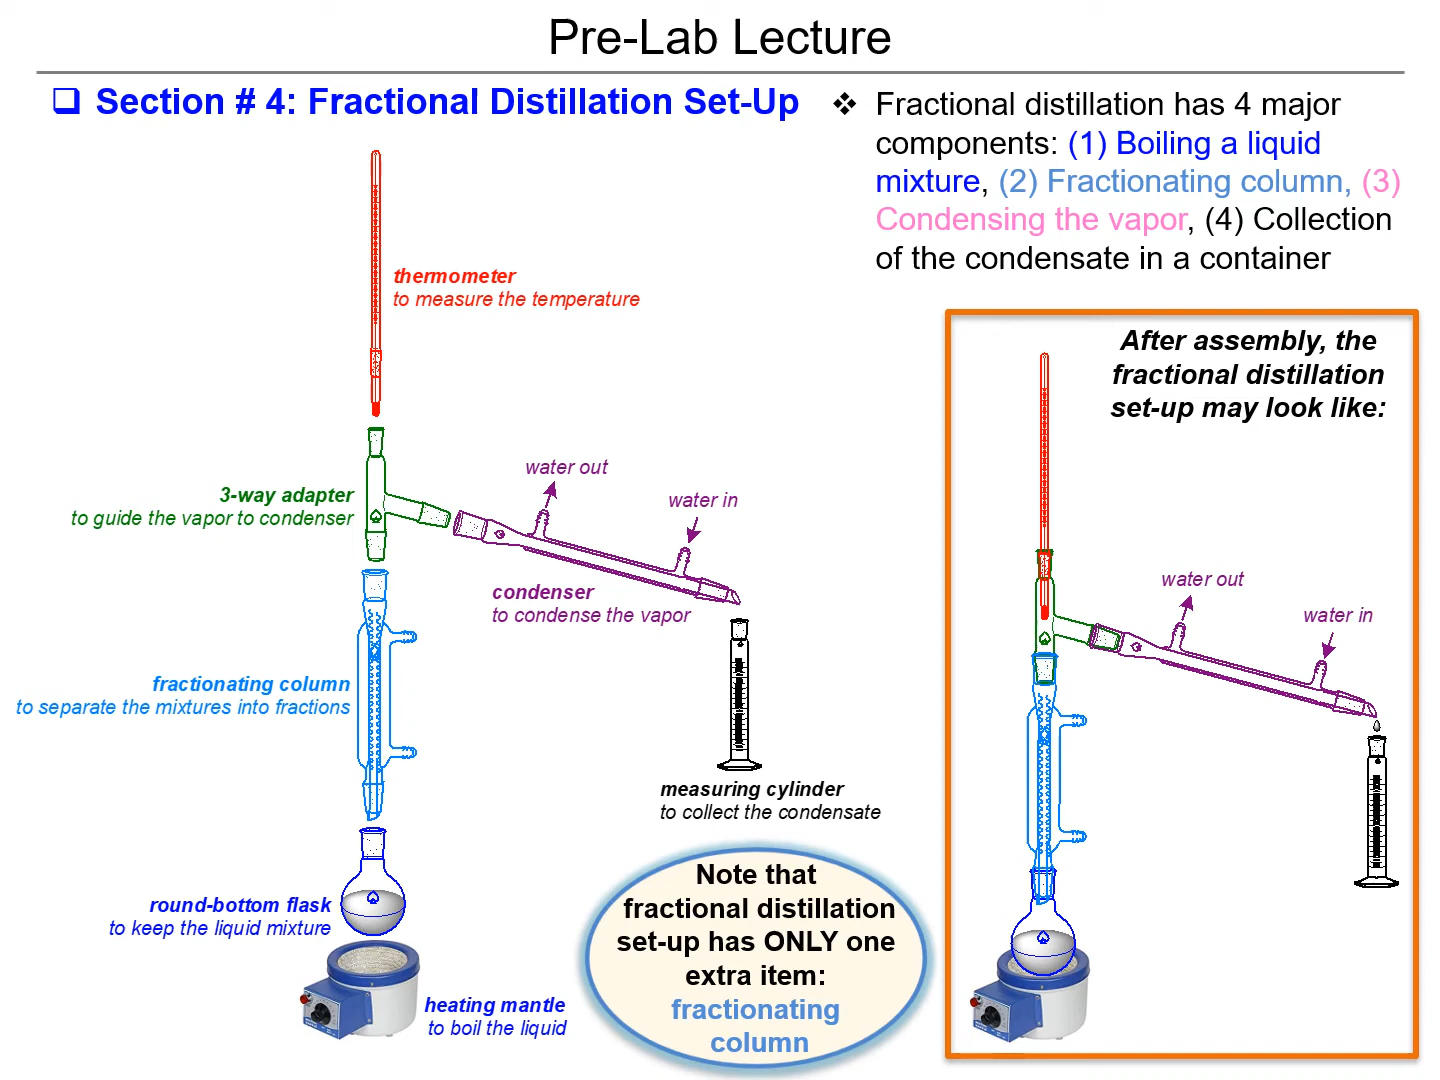 Pre-Lab Lecture
Section # 4: Fractional Distillation Set-Up
Fractional distillation has 4 major
components: (1) Boiling a liquid
mixture, (2) Fractionating column, (3)
Condensing the vapor, (4) Collection
of the condensate in a container
thermometer
to measure the temperature
3-way adapter
to guide the vapor to condenser
water out
water in
condenser
to condense the vapor
fractionating column
to separate the mixtures into fractions
measuring cylinder
to collect the condensate
round-bottom flask
to keep the liquid mixture
heating mantle
to boil the liquid
Note that
fractional distillation
set-up has ONLY one
extra item:
fractionating
column
After assembly, the
fractional distillation
set-up may look like:
water out
water in